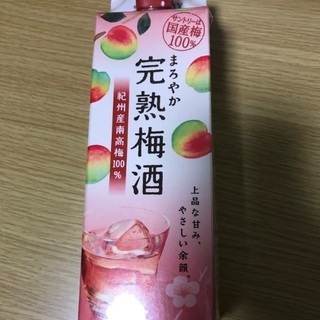 サントリーは
国産梅
100%
まろやか
完熟梅酒
紀州産南高梅100%
上品な甘み、
やさしい余韻。